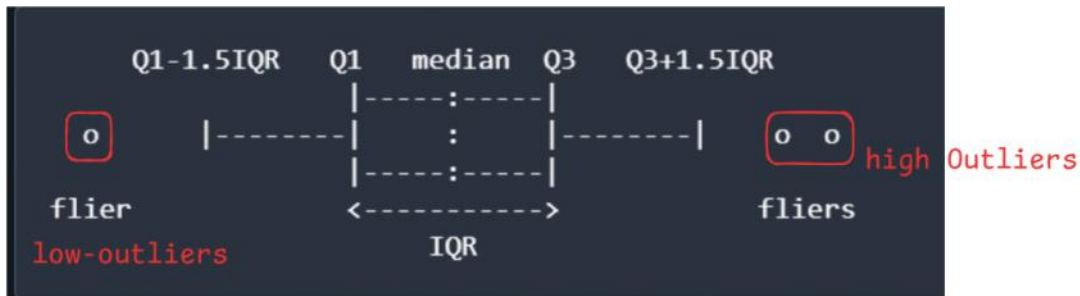 Q1-1.5IQR Q1 median Q3 Q3+1.5IQR
|-----:-----|
o |--------| : |--------| o o
high Outliers
|-----:-----|
flier <-----------> fliers
low-outliers IQR